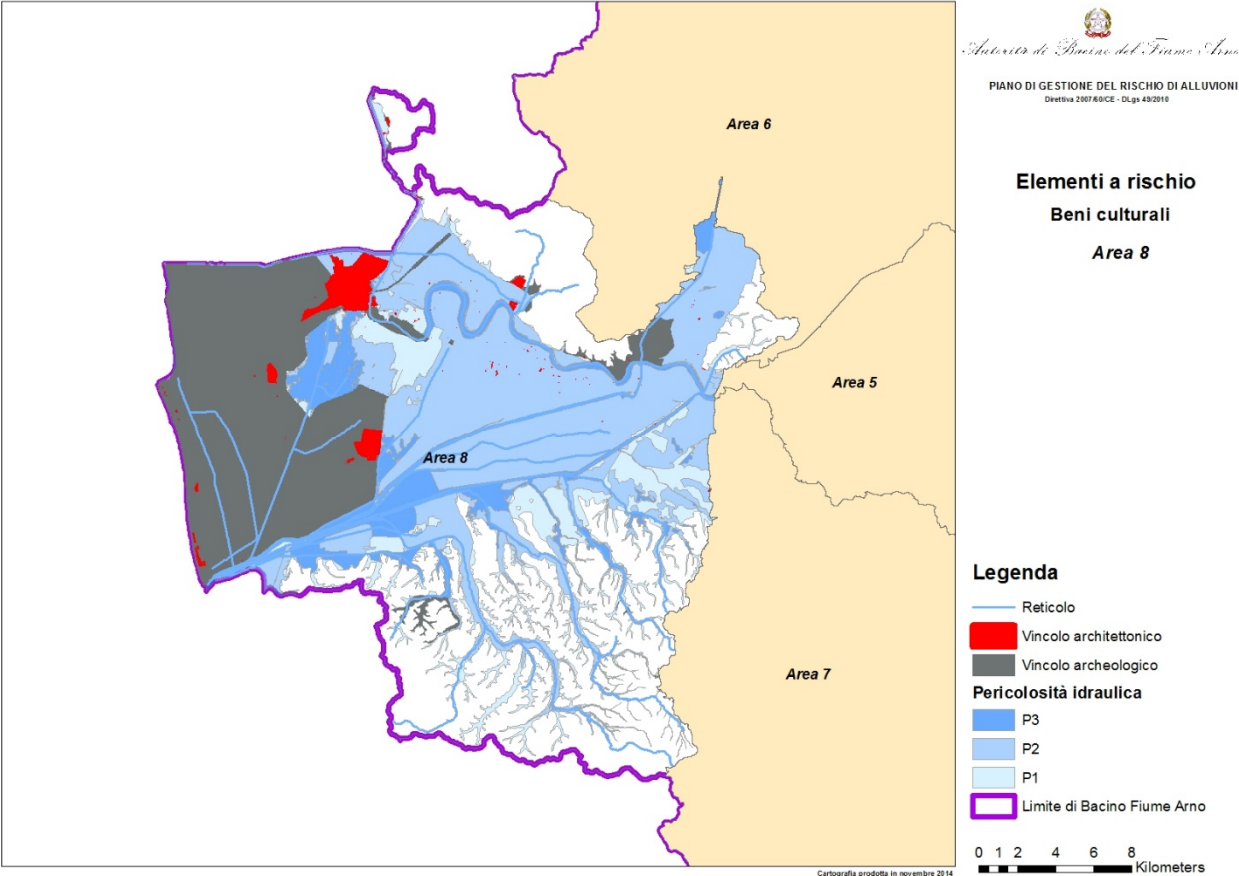 Autorità di Bacino del Fiume Arno
PIANO DI GESTIONE DEL RISCHIO DI ALLUVIONI
Direttiva 2007/60/CE - DLgs 49/2010
Elementi a rischio
Beni culturali
Area 8
Area 6
Area 5
Area 8
Area 7
Legenda
Reticolo
Vincolo architettonico
Vincolo archeologico
Pericolosità idraulica
P3
P2
P1
Limite di Bacino Fiume Arno
0 1 2 4 6 8
Kilometers
Cartografia prodotta in novembre 2014